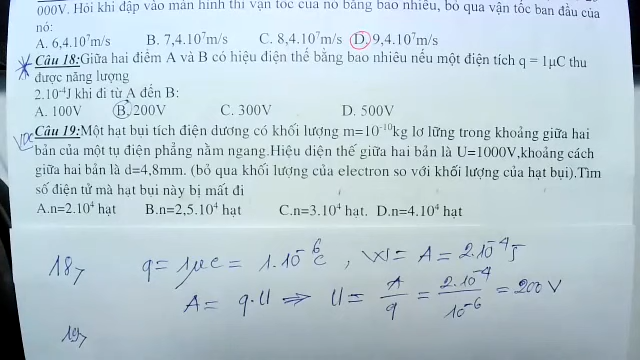 000V. Hỏi khi đập vào màn hình thì vận tốc của nó bằng bao nhiêu, bỏ qua vận tốc ban đầu của
nó:
A. 6,4.10⁷m/s B. 7,4.10⁷m/s C. 8,4.10⁷m/s D. 9,4.10⁷m/s
Câu 18:Giữa hai điểm A và B có hiệu điện thế bằng bao nhiêu nếu một điện tích q = 1μC thu
được năng lượng
2.10⁻⁴J khi đi từ A đến B:
A. 100V B. 200V C. 300V D. 500V
Câu 19:Một hạt bụi tích điện dương có khối lượng m=10⁻¹⁰kg lơ lửng trong khoảng giữa hai
bản của một tụ điện phẳng nằm ngang.Hiệu điện thế giữa hai bản là U=1000V,khoảng cách
giữa hai bản là d=4,8mm. (bỏ qua khối lượng của electron so với khối lượng của hạt bụi).Tìm
số điện tử mà hạt bụi này bị mất đi
A.n=2.10⁴ hạt B.n=2,5.10⁴ hạt C.n=3.10⁴ hạt. D.n=4.10⁴ hạt
18, q = 1μC = 1.10⁻⁶C , W = A = 2.10⁻⁴J
A = q.U ⇒ U = A/q = 2.10⁻⁴/10⁻⁶ = 200V
19,